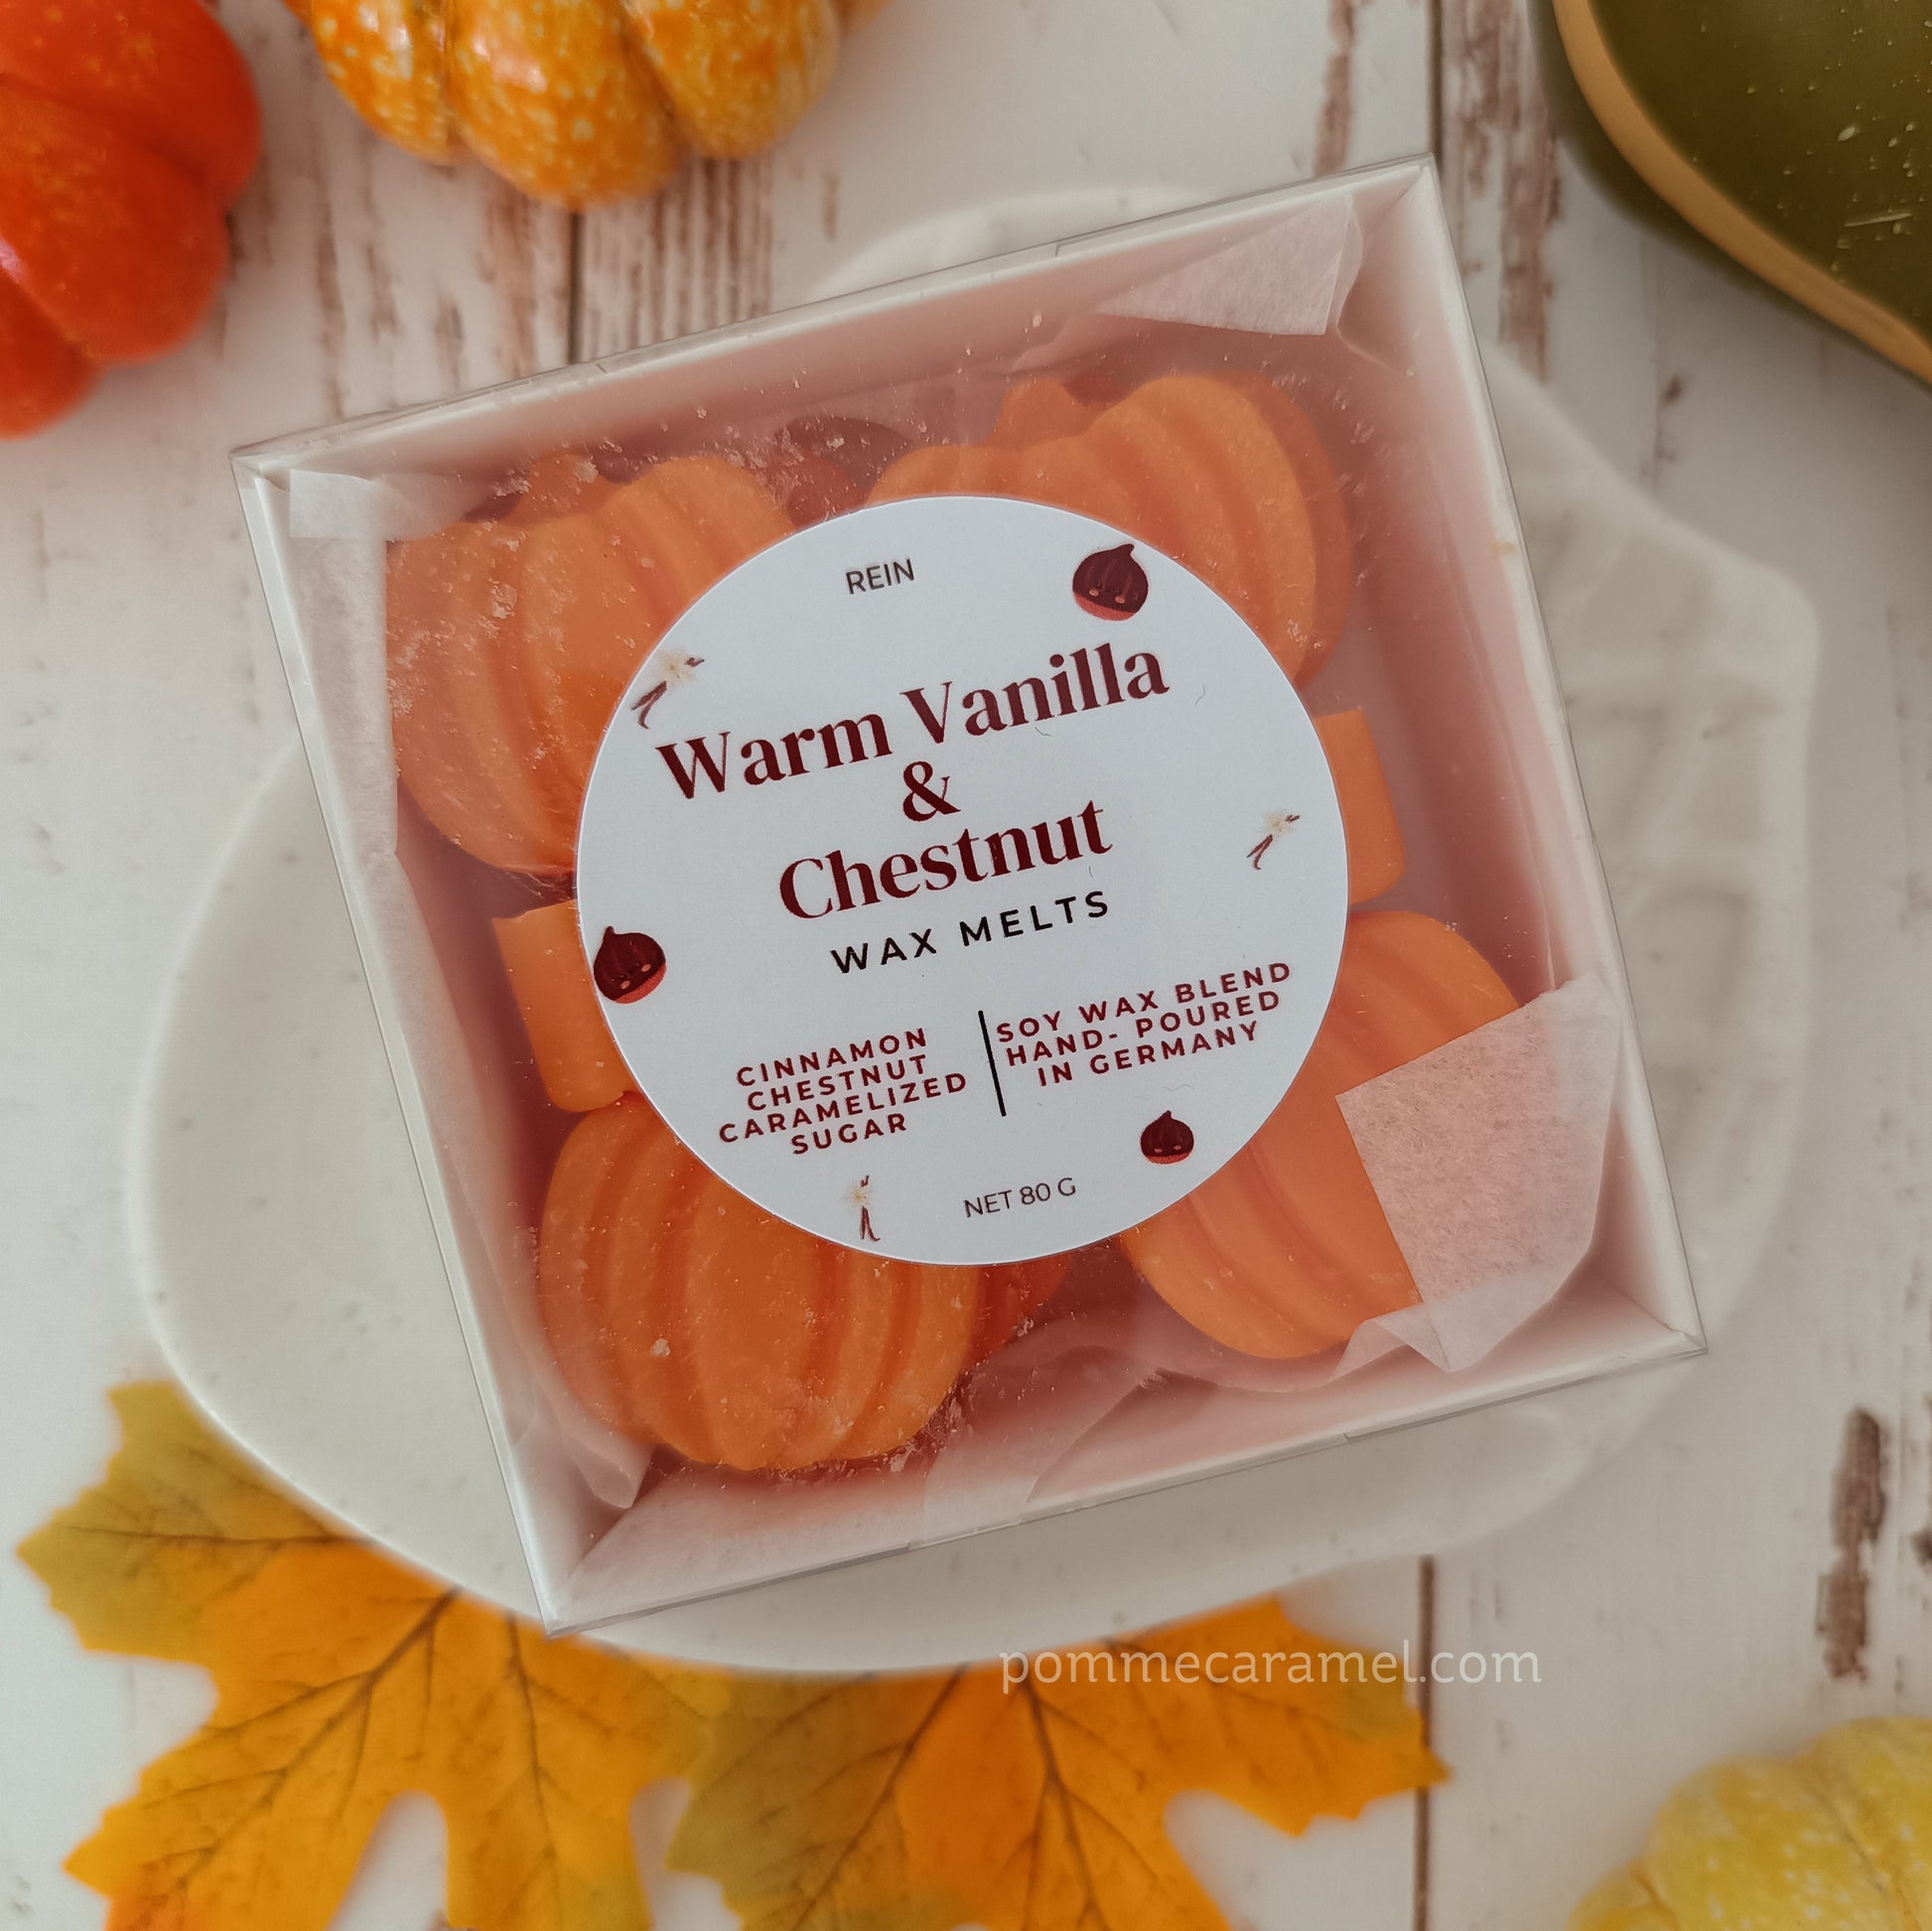 REIN
Warm Vanilla
&
Chestnut
WAX MELTS
CINNAMON
CHESTNUT
CARAMELIZED
SUGAR
SOY WAX BLEND
HAND- POURED
IN GERMANY
NET 80 G
pommecaramel.com